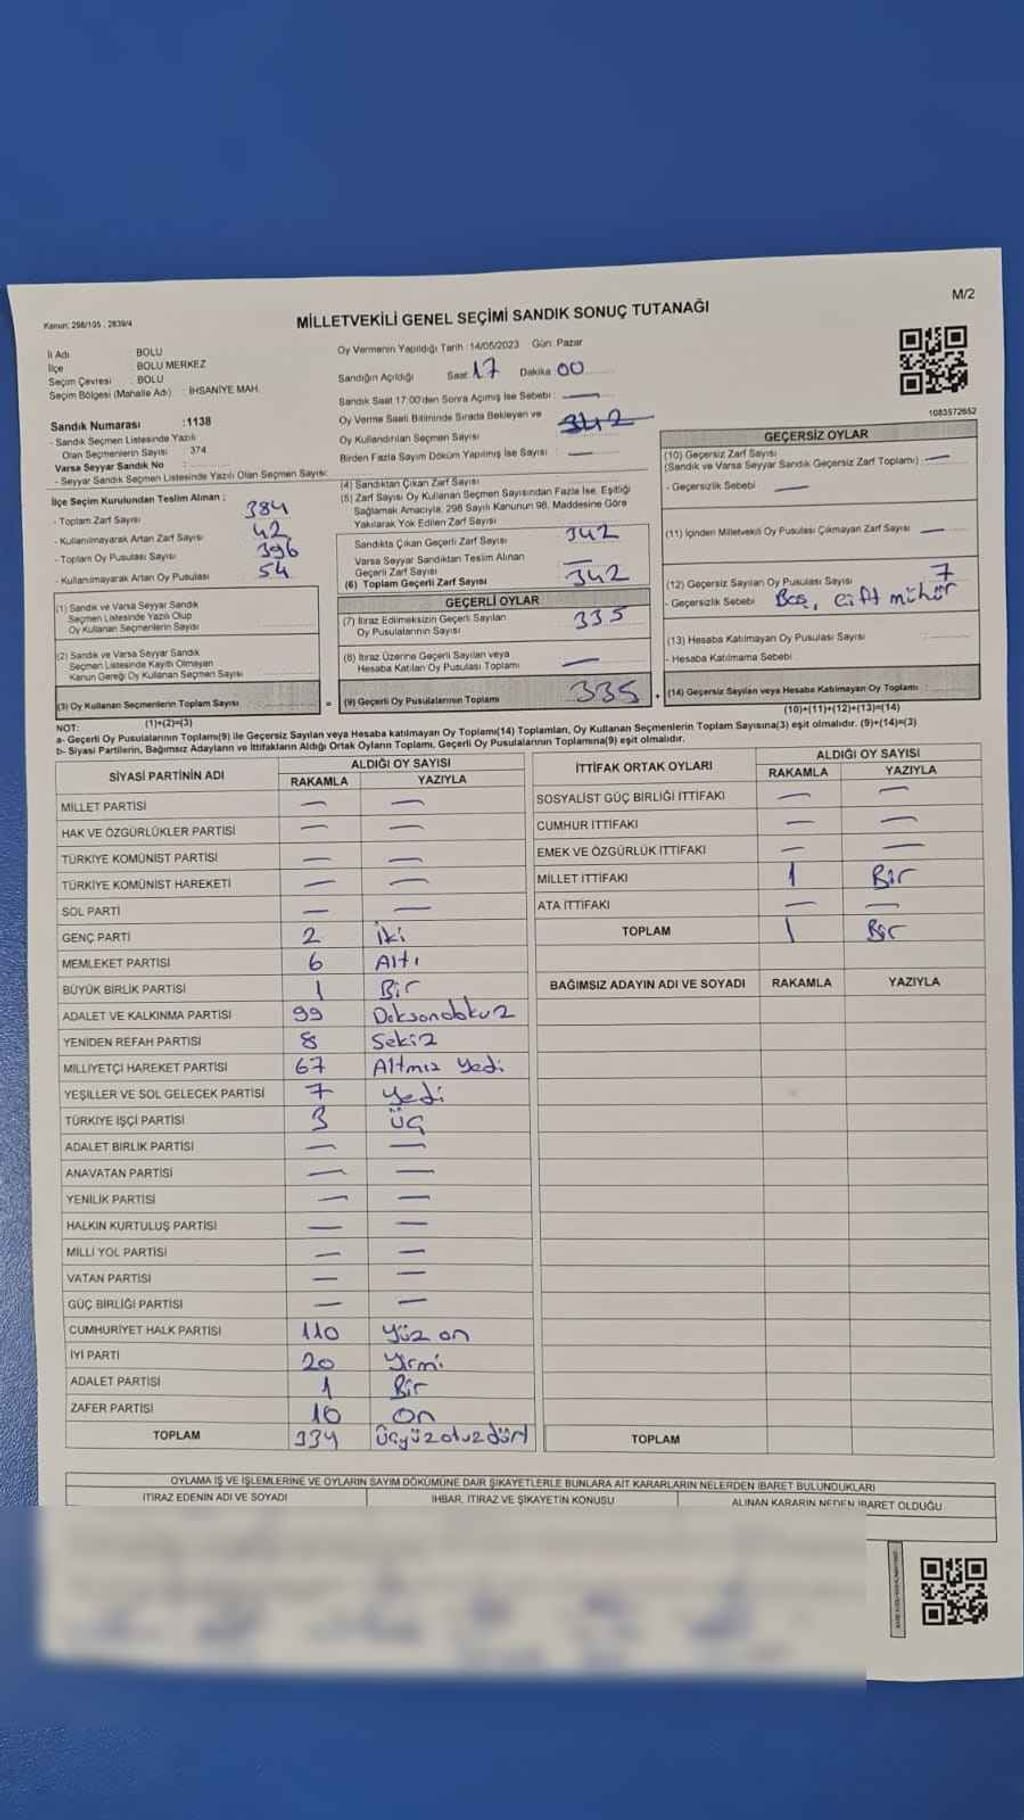 Kanun: 298/105 , 2839/4
MİLLETVEKİLİ GENEL SEÇİMİ SANDIK SONUÇ TUTANAĞI
M/2
İl Adı BOLU
İlçe BOLU MERKEZ
Seçim Çevresi : BOLU
Seçim Bölgesi (Mahalle Adı) : İHSANİYE MAH.
Sandık Numarası :1138
- Sandık Seçmen Listesinde Yazılı
Olan Seçmenlerin Sayısı : 374
Varsa Seyyar Sandık No :
- Seyyar Sandık Seçmen Listesinde Yazılı Olan Seçmen Sayısı:
Oy Vermenin Yapıldığı Tarih :14/05/2023 Gün: Pazar
Sandığın Açıldığı Saat: 17 Dakika 00
Sandık Saat 17:00'den Sonra Açılmış İse Sebebi : —
Oy Verme Saati Bitiminde Sırada Bekleyen ve
Oy Kullandırılan Seçmen Sayısı
Birden Fazla Sayım Döküm Yapılmış İse Sayısı : —
1083572652
İlçe Seçim Kurulundan Teslim Alınan :
- Toplam Zarf Sayısı 384
- Kullanılmayarak Artan Zarf Sayısı 42
- Toplam Oy Pusulası Sayısı 396
- Kullanılmayarak Artan Oy Pusulası 54
(1) Sandık ve Varsa Seyyar Sandık
Seçmen Listesinde Yazılı Olup
Oy Kullanan Seçmenlerin Sayısı
(2) Sandık ve Varsa Seyyar Sandık
Seçmen Listesinde Kayıtlı Olmayan
Kanun Gereği Oy Kullanan Seçmen Sayısı
(3) Oy Kullanan Seçmenlerin Toplam Sayısı
(1)+(2)=(3)
(4) Sandıktan Çıkan Zarf Sayısı
(5) Zarf Sayısı Oy Kullanan Seçmen Sayısından Fazla İse, Eşitliği
Sağlamak Amacıyla, 298 Sayılı Kanunun 98. Maddesine Göre
Yakılarak Yok Edilen Zarf Sayısı
Sandıkta Çıkan Geçerli Zarf Sayısı 342
Varsa Seyyar Sandıktan Teslim Alınan
Geçerli Zarf Sayısı —
(6) Toplam Geçerli Zarf Sayısı 342
GEÇERLİ OYLAR
(7) İtiraz Edilmeksizin Geçerli Sayılan
Oy Pusulalarının Sayısı 335
(8) İtiraz Üzerine Geçerli Sayılan veya
Hesaba Katılan Oy Pusulası Toplamı —
= (9) Geçerli Oy Pusulalarının Toplamı 335 +
GEÇERSİZ OYLAR
(10) Geçersiz Zarf Sayısı
(Sandık ve Varsa Seyyar Sandık Geçersiz Zarf Toplamı) —
- Geçersizlik Sebebi —
(11) İçinden Milletvekili Oy Pusulası Çıkmayan Zarf Sayısı —
(12) Geçersiz Sayılan Oy Pusulası Sayısı 7
- Geçersizlik Sebebi Boş, çift mühür
(13) Hesaba Katılmayan Oy Pusulası Sayısı
- Hesaba Katılmama Sebebi
(14) Geçersiz Sayılan veya Hesaba Katılmayan Oy Toplamı :
(10)+(11)+(12)+(13)=(14)
NOT:
a- Geçerli Oy Pusulalarının Toplamı(9) ile Geçersiz Sayılan veya Hesaba katılmayan Oy Toplamı(14) Toplamları, Oy Kullanan Seçmenlerin Toplam Sayısına(3) eşit olmalıdır. (9)+(14)=(3)
b- Siyasi Partilerin, Bağımsız Adayların ve İttifakların Aldığı Ortak Oyların Toplamı, Geçerli Oy Pusulalarının Toplamına(9) eşit olmalıdır.
SİYASİ PARTİNİN ADI ALDIĞI OY SAYISI
RAKAMLA YAZIYLA
MİLLET PARTİSİ — —
HAK VE ÖZGÜRLÜKLER PARTİSİ — —
TÜRKİYE KOMÜNİST PARTİSİ — —
TÜRKİYE KOMÜNİST HAREKETİ — —
SOL PARTİ — —
GENÇ PARTİ 2 iki
MEMLEKET PARTİSİ 6 Altı
BÜYÜK BİRLİK PARTİSİ 1 Bir
ADALET VE KALKINMA PARTİSİ 99 Doksandokuz
YENİDEN REFAH PARTİSİ 8 Sekiz
MİLLİYETÇİ HAREKET PARTİSİ 67 Altmız Yedi
YEŞİLLER VE SOL GELECEK PARTİSİ 7 Yedi
TÜRKİYE İŞÇİ PARTİSİ 3 Üç
ADALET BİRLİK PARTİSİ — —
ANAVATAN PARTİSİ — —
YENİLİK PARTİSİ — —
HALKIN KURTULUŞ PARTİSİ — —
MİLLİ YOL PARTİSİ — —
VATAN PARTİSİ — —
GÜÇ BİRLİĞİ PARTİSİ — —
CUMHURİYET HALK PARTİSİ 110 Yüz on
İYİ PARTİ 20 Yirmi
ADALET PARTİSİ 1 Bir
ZAFER PARTİSİ 10 On
TOPLAM 334 Üçyüzotuzdört
İTTİFAK ORTAK OYLARI ALDIĞI OY SAYISI
RAKAMLA YAZIYLA
SOSYALİST GÜÇ BİRLİĞİ İTTİFAKI — —
CUMHUR İTTİFAKI — —
EMEK VE ÖZGÜRLÜK İTTİFAKI — —
MİLLET İTTİFAKI 1 Bir
ATA İTTİFAKI — —
TOPLAM 1 Bir
BAĞIMSIZ ADAYIN ADI VE SOYADI RAKAMLA YAZIYLA
TOPLAM
OYLAMA İŞ VE İŞLEMLERİNE VE OYLARIN SAYIM DÖKÜMÜNE DAİR ŞİKAYETLERLE BUNLARA AİT KARARLARIN NELERDEN İBARET BULUNDUKLARI
İTİRAZ EDENİN ADI VE SOYADI İHBAR, İTİRAZ VE ŞİKAYETİN KONUSU ALINAN KARARIN NEDEN İBARET OLDUĞU